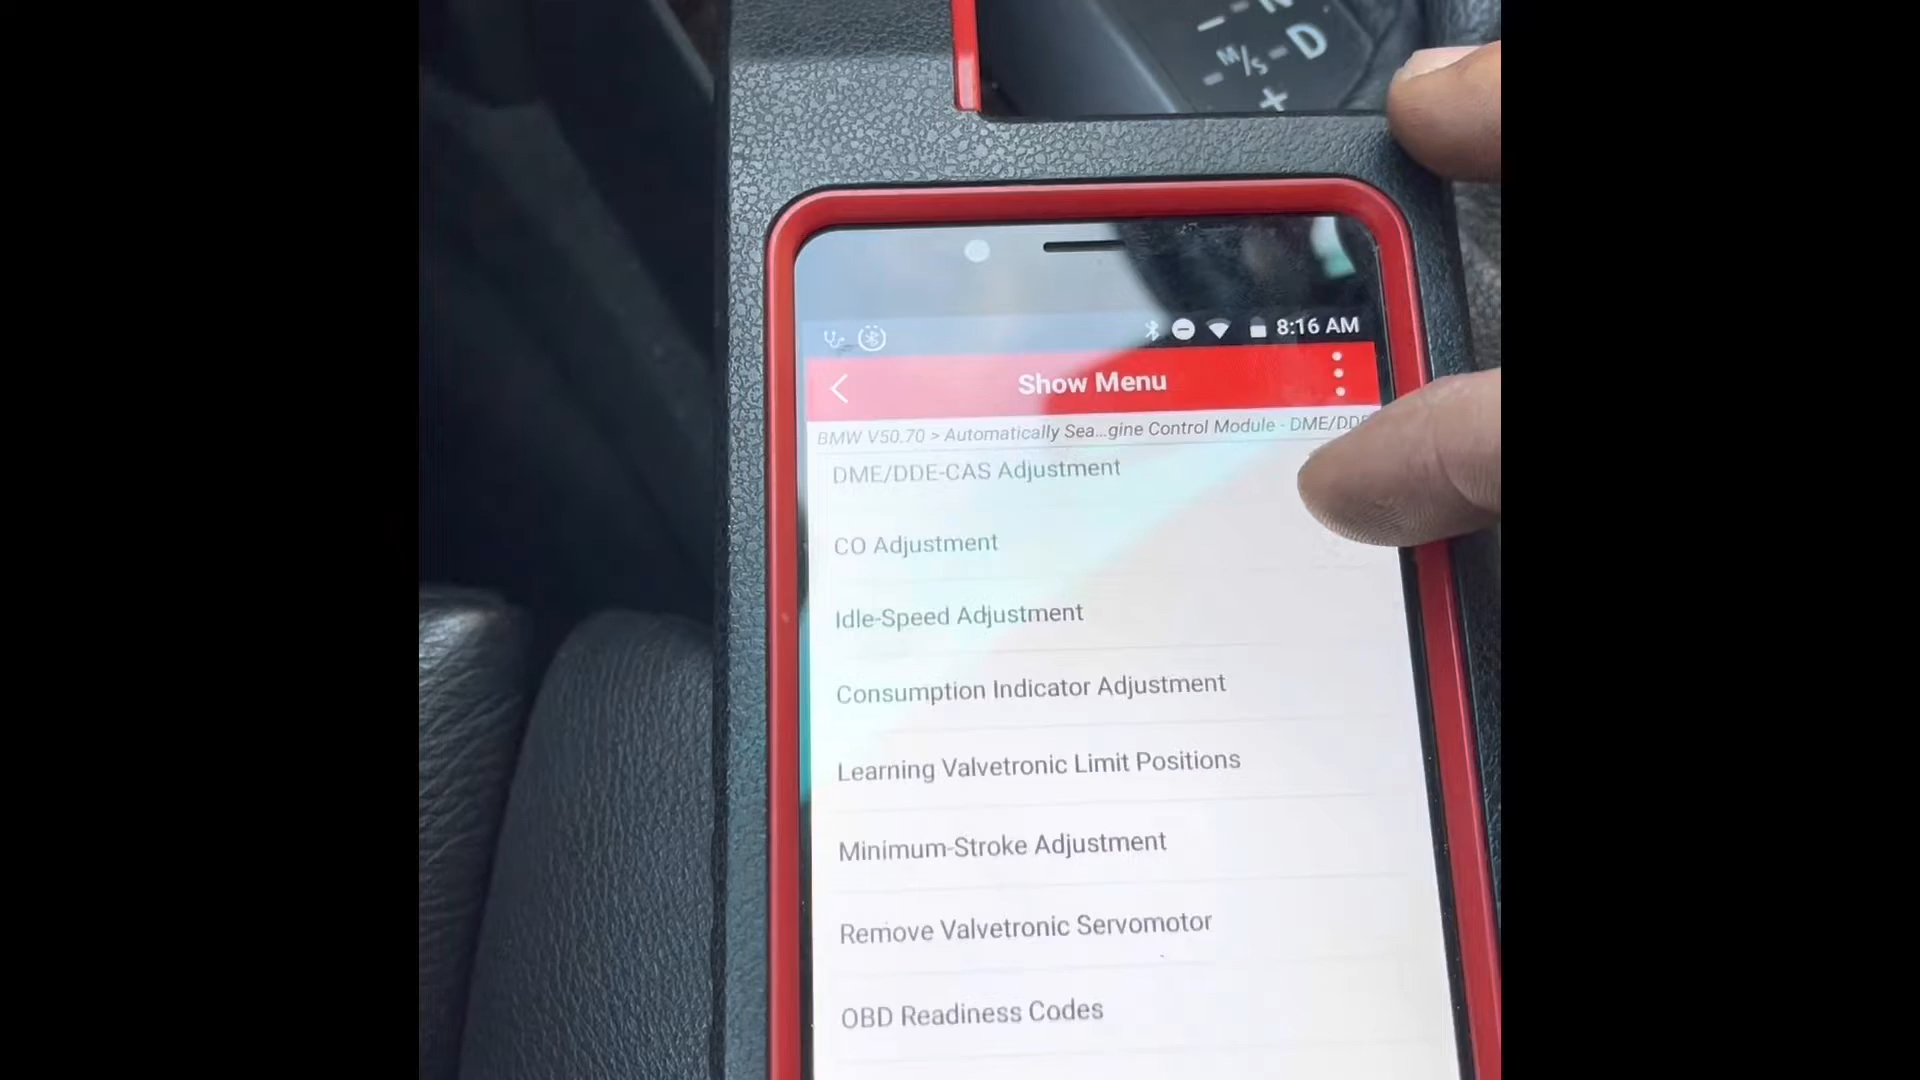 N
M/S D
+
8:16 AM
Show Menu
BMW V50.70 > Automatically Sea...gine Control Module - DME/DD
DME/DDE-CAS Adjustment
CO Adjustment
Idle-Speed Adjustment
Consumption Indicator Adjustment
Learning Valvetronic Limit Positions
Minimum-Stroke Adjustment
Remove Valvetronic Servomotor
OBD Readiness Codes